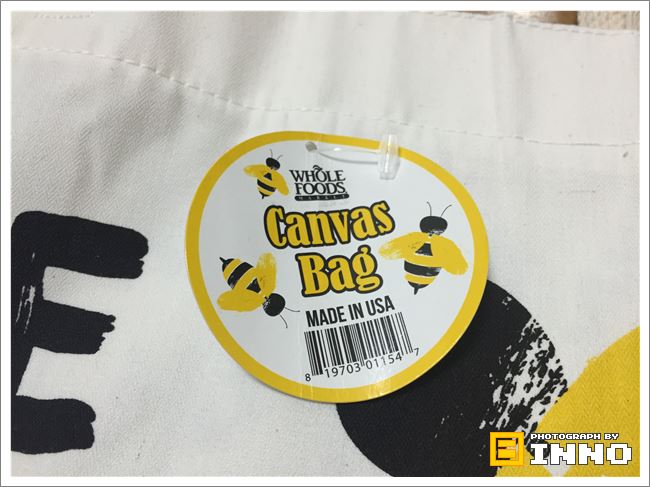 WHOLE
FOODS
MARKET
Canvas
Bag
MADE IN USA
8 19703 01154 7
E
PHOTOGRAPH BY
INNO